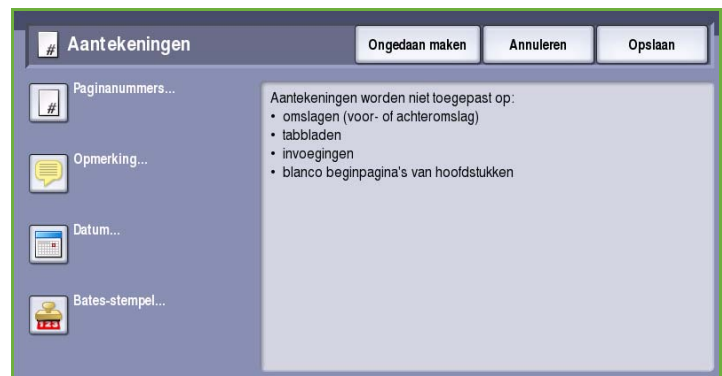 Aantekeningen
Ongedaan maken
Annuleren
Opslaan
Paginanummers...
Opmerking...
Datum...
Bates-stempel...
Aantekeningen worden niet toegepast op:
• omslagen (voor- of achteromslag)
• tabbladen
• invoegingen
• blanco beginpagina's van hoofdstukken